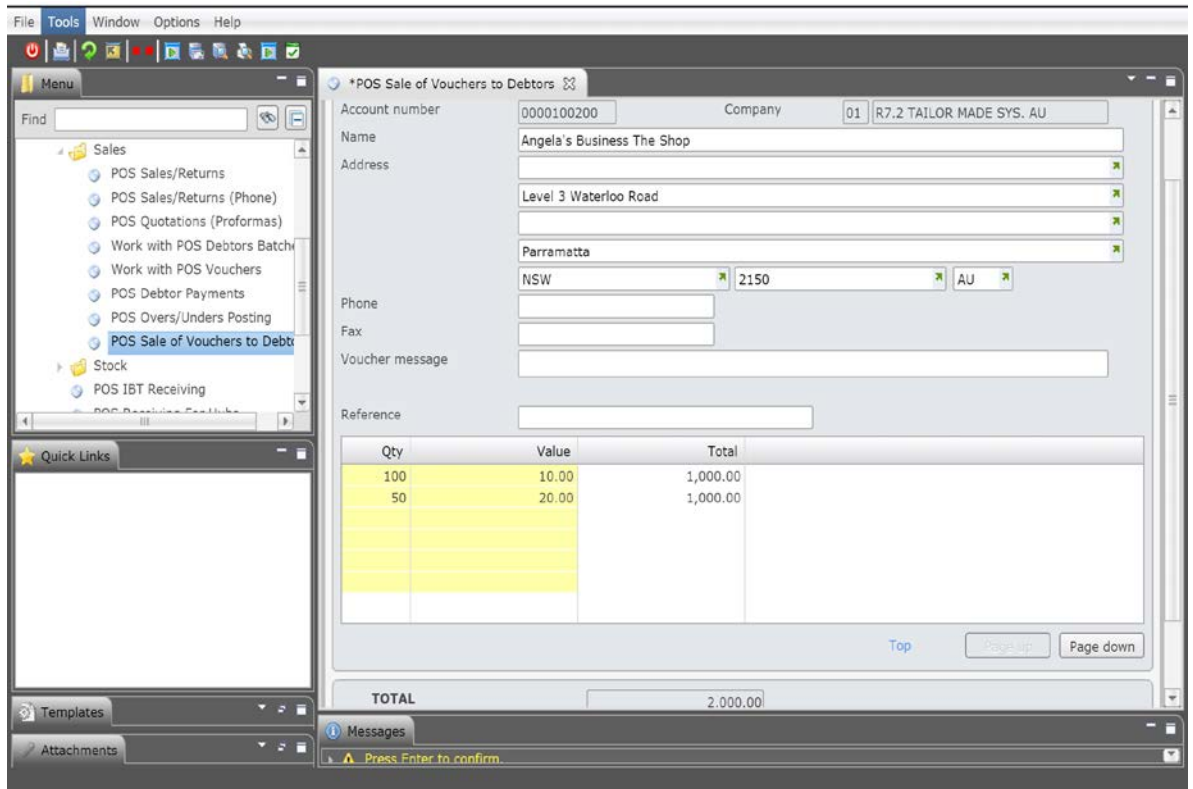 File Tools Window Options Help
Menu
Find
Sales
POS Sales/Returns
POS Sales/Returns (Phone)
POS Quotations (Proformas)
Work with POS Debtors Batche
Work with POS Vouchers
POS Debtor Payments
POS Overs/Unders Posting
POS Sale of Vouchers to Debto
Stock
POS IBT Receiving
Quick Links
Templates
Attachments
*POS Sale of Vouchers to Debtors
Account number 0000100200 Company 01 R7.2 TAILOR MADE SYS. AU
Name Angela's Business The Shop
Address
Level 3 Waterloo Road
Parramatta
NSW 2150 AU
Phone
Fax
Voucher message
Reference
Qty Value Total
100 10.00 1,000.00
50 20.00 1,000.00
Top Page up Page down
TOTAL 2,000.00
Messages
Press Enter to confirm.